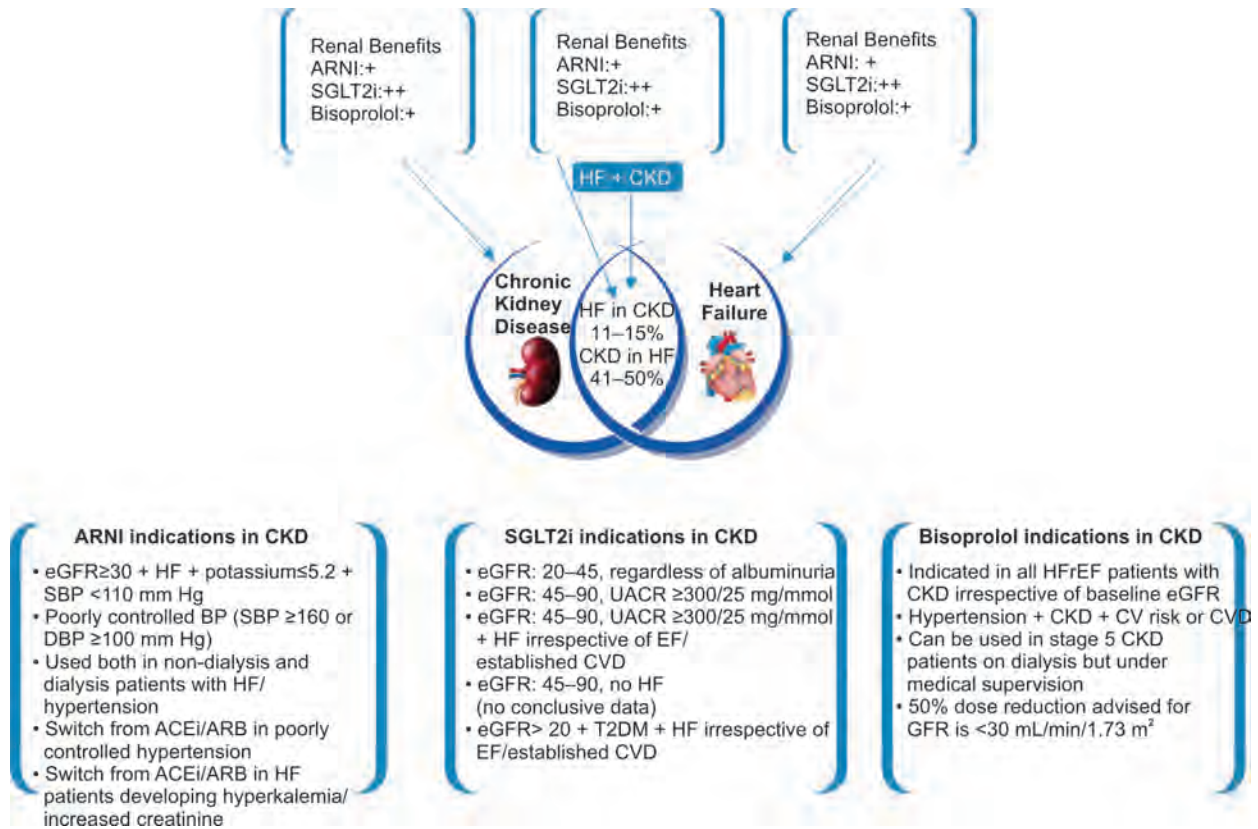 Renal Benefits
ARNI:+
SGLT2i:++
Bisoprolol:+
Renal Benefits
ARNI:+
SGLT2i:++
Bisoprolol:+
Renal Benefits
ARNI: +
SGLT2i:++
Bisoprolol:+
HF + CKD
Chronic
Kidney
Disease
HF in CKD
11–15%
CKD in HF
41–50%
Heart
Failure
ARNI indications in CKD
• eGFR≥30 + HF + potassium≤5.2 +
SBP <110 mm Hg
• Poorly controlled BP (SBP ≥160 or
DBP ≥100 mm Hg)
• Used both in non-dialysis and
dialysis patients with HF/
hypertension
• Switch from ACEi/ARB in poorly
controlled hypertension
• Switch from ACEi/ARB in HF
patients developing hyperkalemia/
increased creatinine
SGLT2i indications in CKD
• eGFR: 20–45, regardless of albuminuria
• eGFR: 45–90, UACR ≥300/25 mg/mmol
• eGFR: 45–90, UACR ≥300/25 mg/mmol
+ HF irrespective of EF/
established CVD
• eGFR: 45–90, no HF
(no conclusive data)
• eGFR> 20 + T2DM + HF irrespective of
EF/established CVD
Bisoprolol indications in CKD
• Indicated in all HFrEF patients with
CKD irrespective of baseline eGFR
• Hypertension + CKD + CV risk or CVD
• Can be used in stage 5 CKD
patients on dialysis but under
medical supervision
• 50% dose reduction advised for
GFR is <30 mL/min/1.73 m²